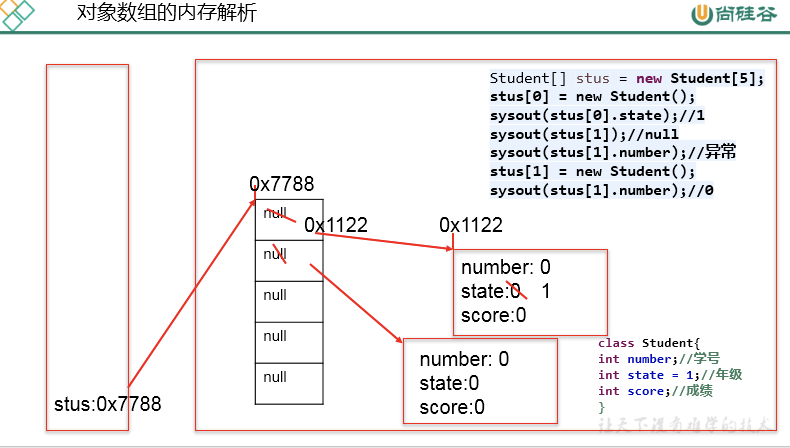 对象数组的内存解析
尚硅谷
Student[] stus = new Student[5];
stus[0] = new Student();
sysout(stus[0].state);//1
sysout(stus[1]);//null
sysout(stus[1].number);//异常
stus[1] = new Student();
sysout(stus[1].number);//0
0x7788
null
0x1122
0x1122
null
null
null
null
number: 0
state:0 1
score:0
number: 0
state:0
score:0
class Student{
int number;//学号
int state = 1;//年级
int score;//成绩
}
stus:0x7788
让天下没有难学的技术